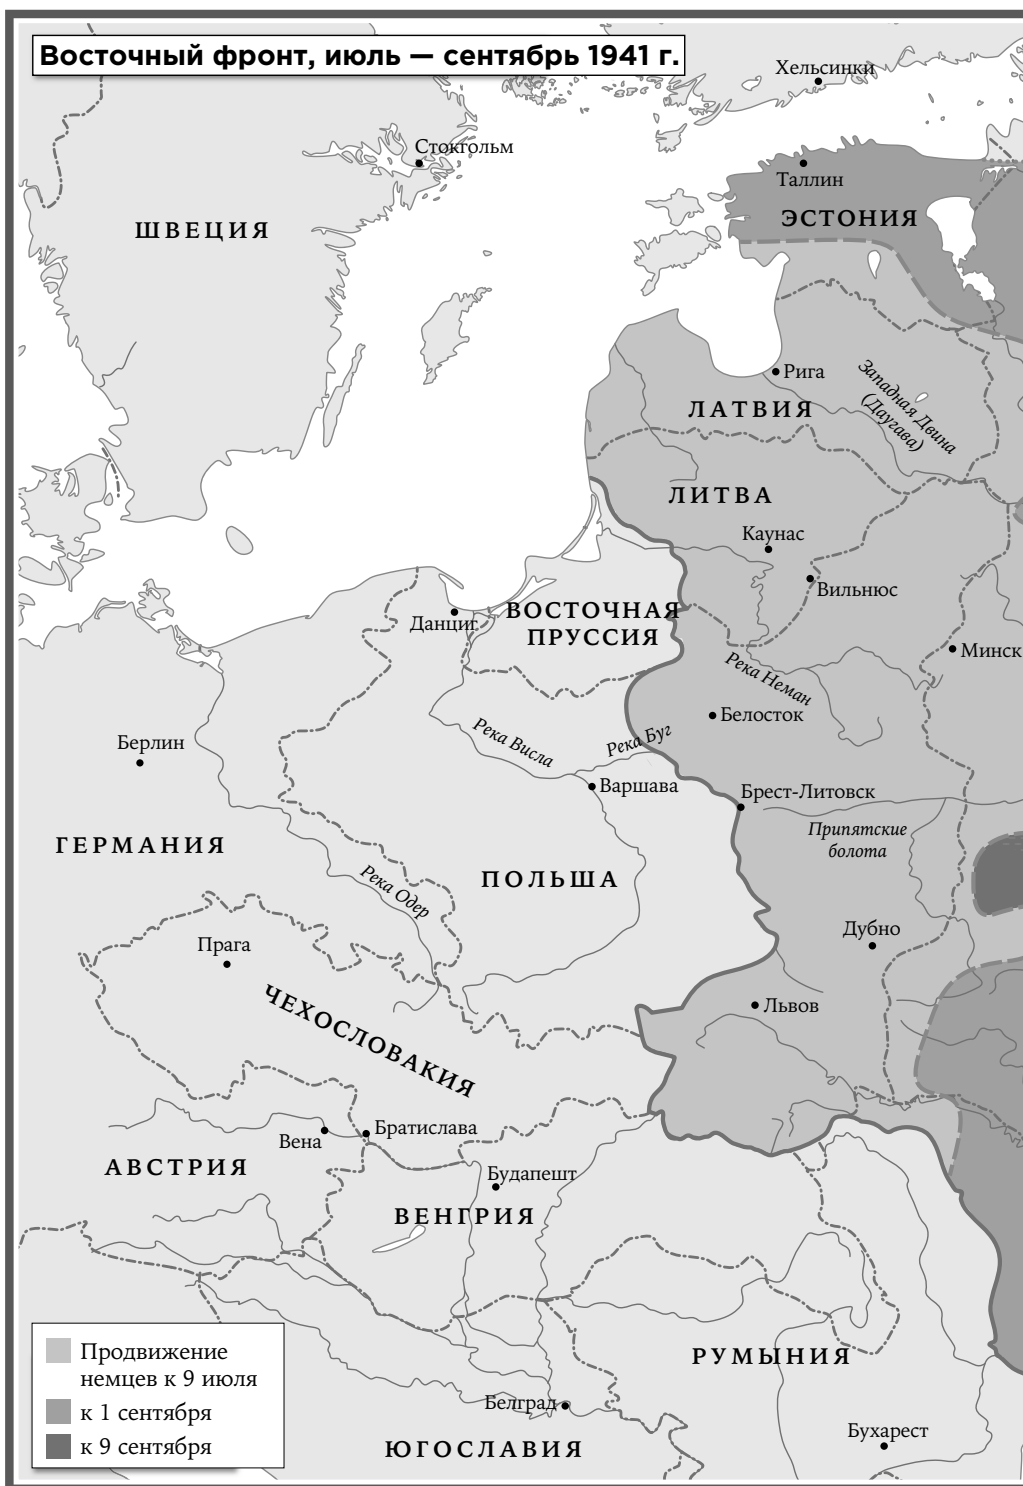 Восточный фронт, июль — сентябрь 1941 г.
Хельсинки
Стокгольм
Таллин
ЭСТОНИЯ
ШВЕЦИЯ
Рига
Западная Двина
(Даугава)
ЛАТВИЯ
ЛИТВА
Каунас
Вильнюс
ВОСТОЧНАЯ
ПРУССИЯ
Данциг
Минск
Река Неман
Белосток
Река Висла
Река Буг
Берлин
Варшава
Брест-Литовск
Припятские
болота
ГЕРМАНИЯ
ПОЛЬША
Река Одер
Дубно
Прага
ЧЕХОСЛОВАКИЯ
Львов
Вена
Братислава
АВСТРИЯ
Будапешт
ВЕНГРИЯ
РУМЫНИЯ
Белград
Бухарест
ЮГОСЛАВИЯ
Продвижение
немцев к 9 июля
к 1 сентября
к 9 сентября